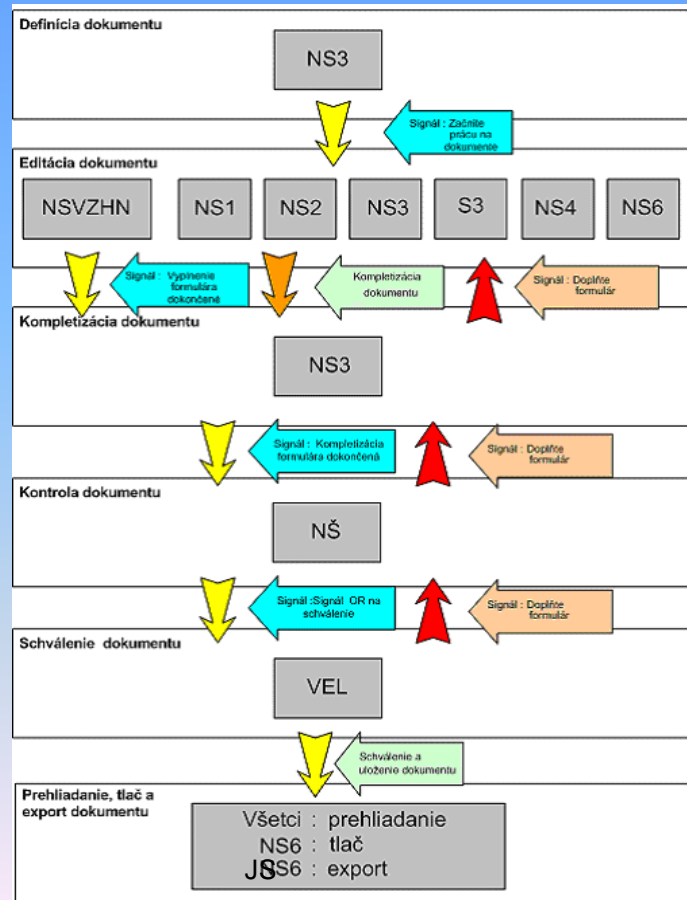 Definícia dokumentu
NS3
Signál : Začnite
prácu na
dokumente
Editácia dokumentu
NSVZHN
NS1
NS2
NS3
S3
NS4
NS6
Signál : Vyplnenie
formulára
dokončené
Kompletizácia
dokumentu
Signál : Doplňte
formulár
Kompletizácia dokumentu
NS3
Signál : Kompletizácia
formulára dokončená
Signál : Doplňte
formulár
Kontrola dokumentu
NŠ
Signál :Signál OR na
schválenie
Signál : Doplňte
formulár
Schválenie dokumentu
VEL
Schválenie a
uloženie dokumentu
Prehliadanie, tlač a
export dokumentu
Všetci : prehliadanie
NS6 : tlač
NS6 : export
JS